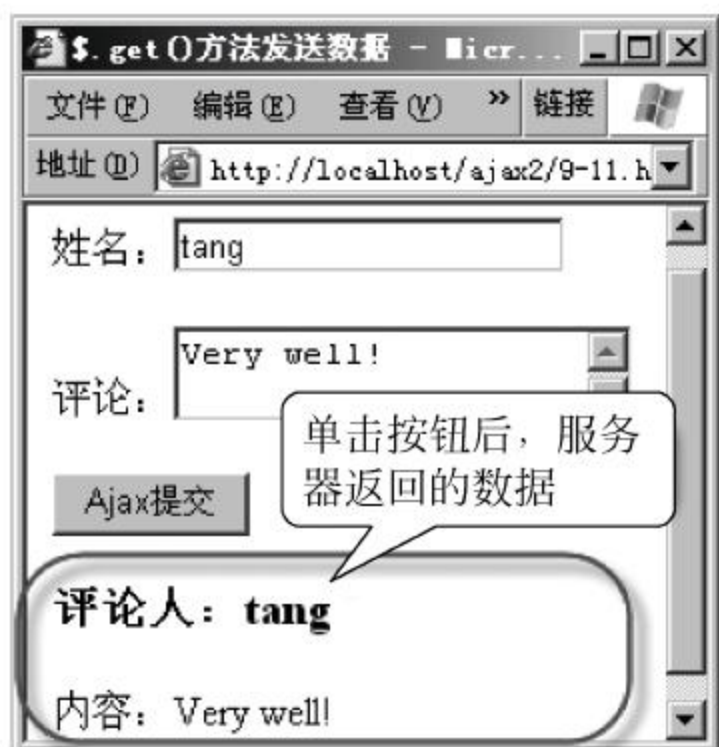 $.get()方法发送数据 - Micr...
文件(F) 编辑(E) 查看(V) » 链接
地址(D) http://localhost/ajax2/9-11.h
姓名: tang
评论: Very well!
单击按钮后,服务
器返回的数据
Ajax提交
评论人: tang
内容: Very well!